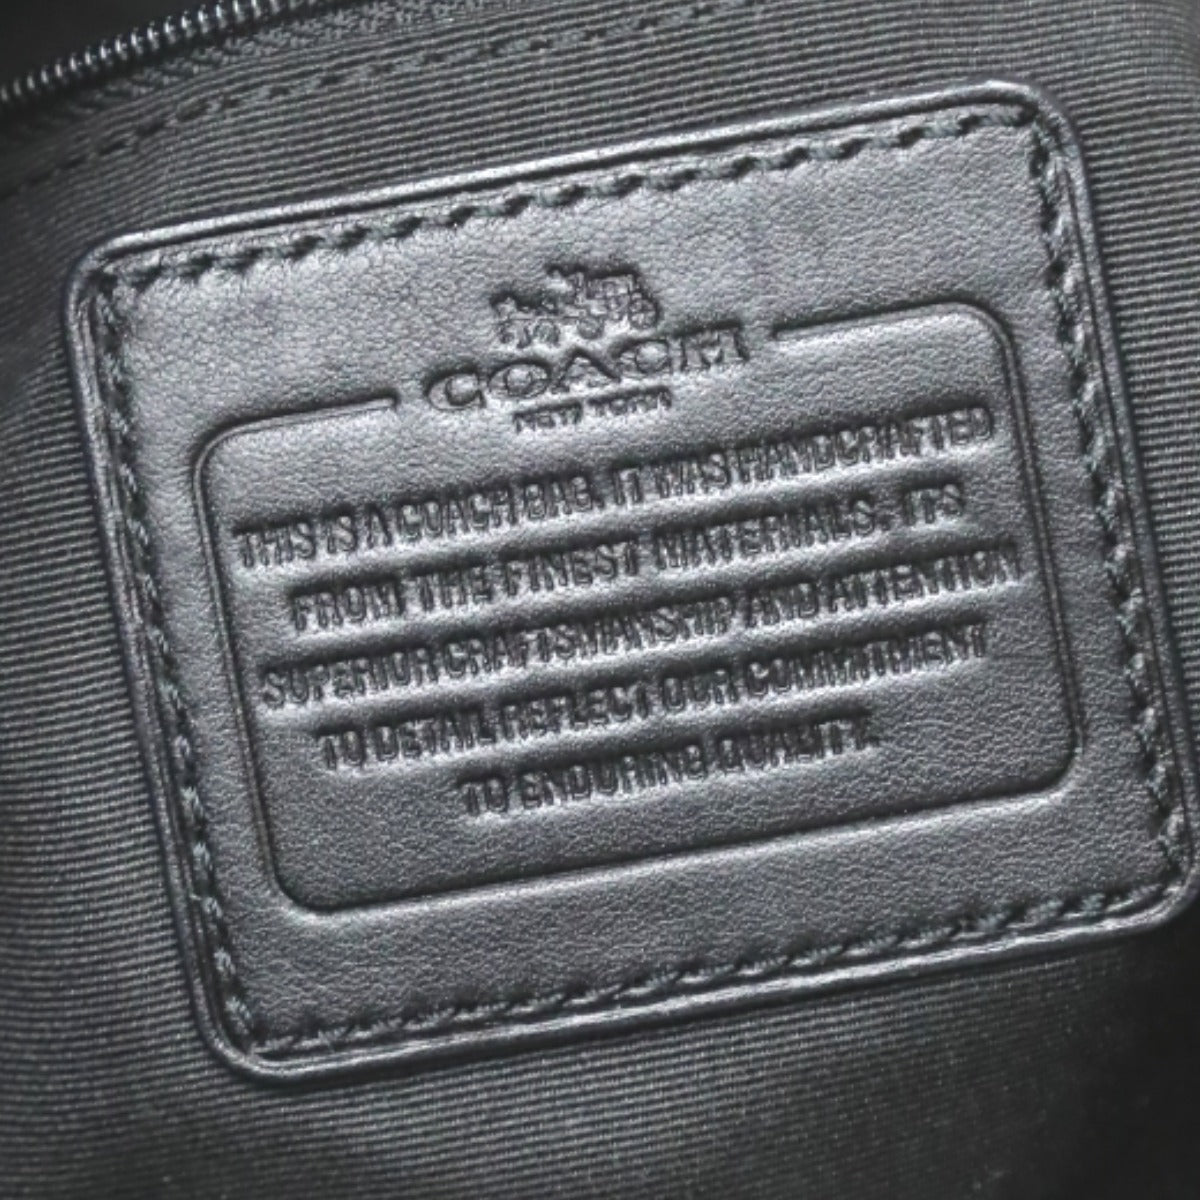 COACH
NEW YORK
THIS IS A COACH BAG. IT WAS HANDCRAFTED
FROM THE FINEST MATERIALS. ITS
SUPERIOR CRAFTSMANSHIP AND ATTENTION
TO DETAIL REFLECT OUR COMMITMENT
TO ENDURING QUALITY.